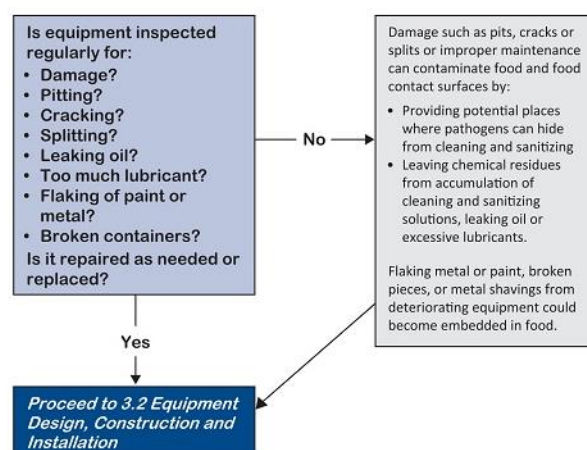 Is equipment inspected
regularly for:
• Damage?
• Pitting?
• Cracking?
• Splitting?
• Leaking oil?
• Too much lubricant?
• Flaking of paint or
metal?
• Broken containers?
Is it repaired as needed or
replaced?
No
Damage such as pits, cracks or
splits or improper maintenance
can contaminate food and food
contact surfaces by:
• Providing potential places
where pathogens can hide
from cleaning and sanitizing
• Leaving chemical residues
from accumulation of
cleaning and sanitizing
solutions, leaking oil or
excessive lubricants.
Flaking metal or paint, broken
pieces, or metal shavings from
deteriorating equipment could
become embedded in food.
Yes
Proceed to 3.2 Equipment
Design, Construction and
Installation